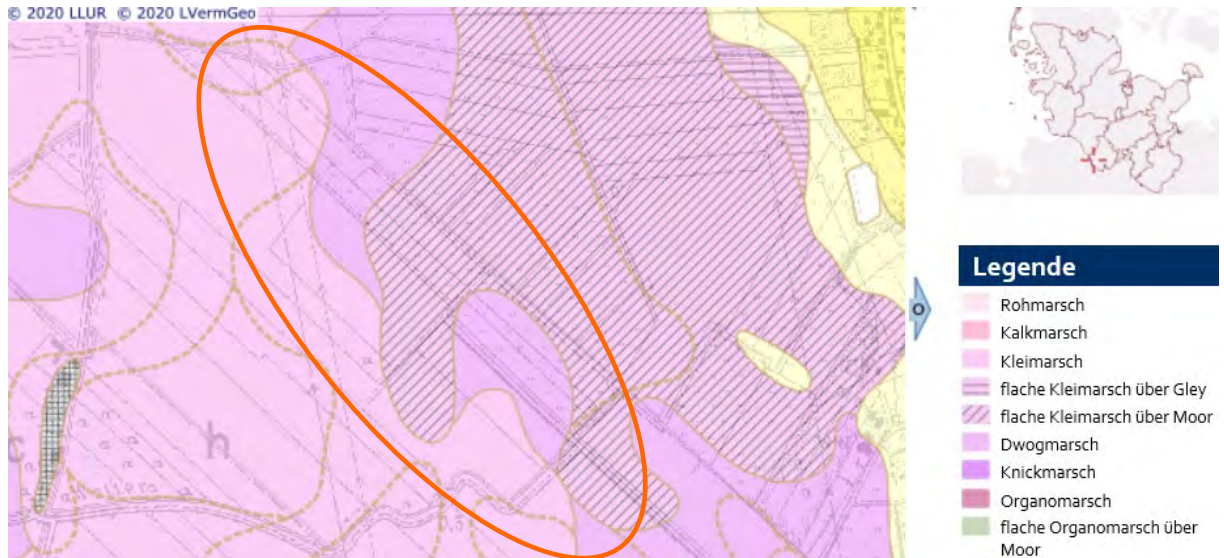 © 2020 LLUR © 2020 LVermGeo
h
O
Legende
Rohmarsch
Kalkmarsch
Kleimarsch
flache Kleimarsch über Gley
flache Kleimarsch über Moor
Dwogmarsch
Knickmarsch
Organomarsch
flache Organomarsch über
Moor